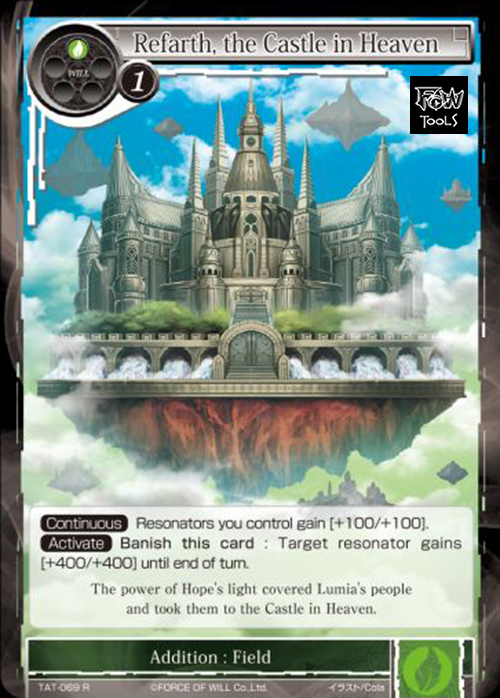 Refarth, the Castle in Heaven
WILL
1
FOW
TOOLS
Continuous Resonators you control gain [+100/+100].
Activate Banish this card : Target resonator gains
[+400/+400] until end of turn.
The power of Hope's light covered Lumia's people
and took them to the Castle in Heaven.
Addition : Field
TAT-069 R ©FORCE OF WILL Co.,Ltd. イラスト/Cola